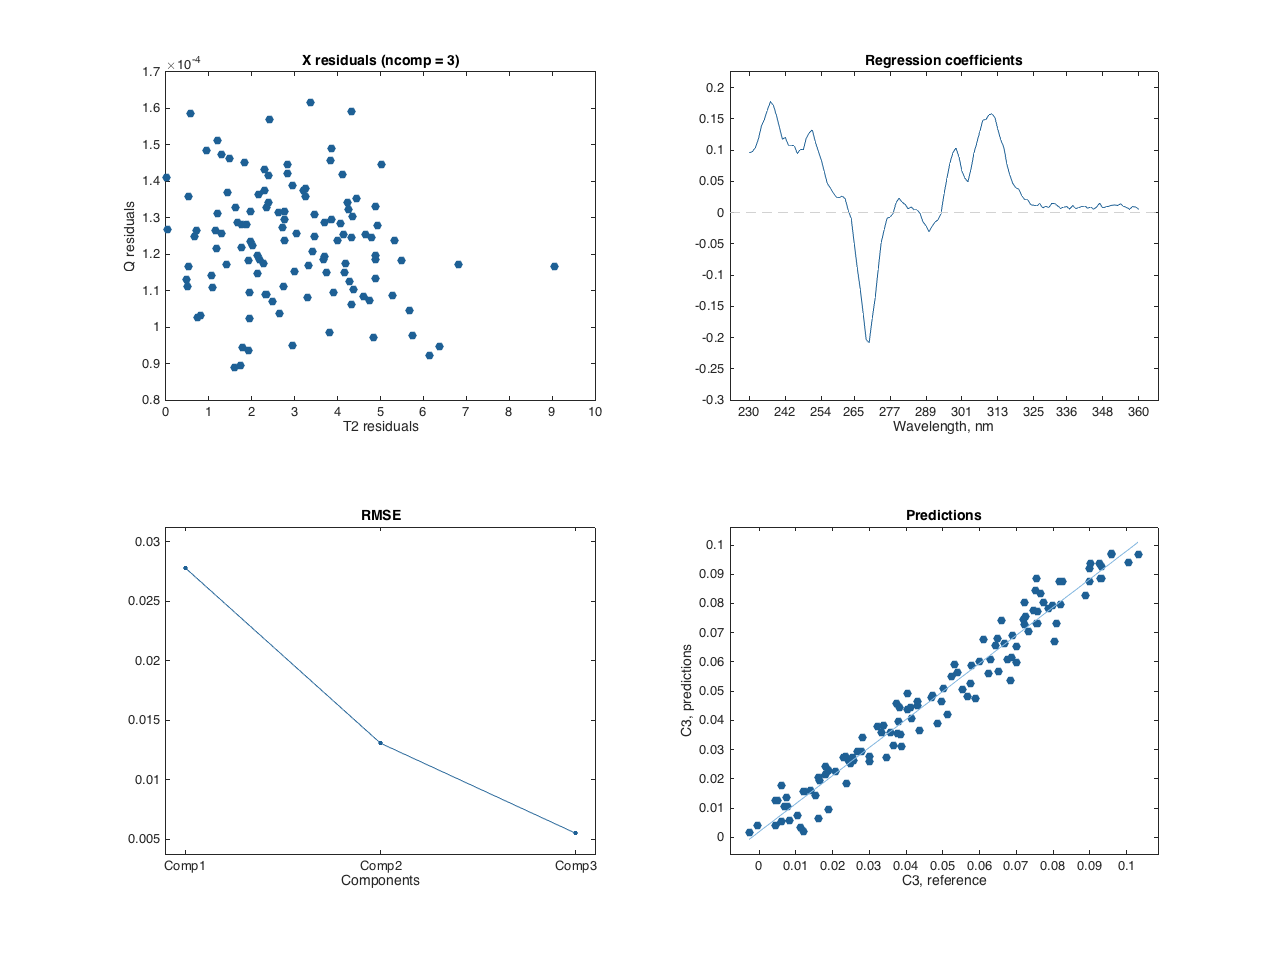 X residuals (ncomp = 3)
×10^-4
1.7
1.6
1.5
1.4
1.3
1.2
1.1
1
0.9
0.8
Q residuals
0 1 2 3 4 5 6 7 8 9 10
T2 residuals
Regression coefficients
0.2
0.15
0.1
0.05
0
-0.05
-0.1
-0.15
-0.2
-0.25
-0.3
230 242 254 265 277 289 301 313 325 336 348 360
Wavelength, nm
RMSE
0.03
0.025
0.02
0.015
0.01
0.005
Comp1 Comp2 Comp3
Components
Predictions
0.1
0.09
0.08
0.07
0.06
0.05
0.04
0.03
0.02
0.01
0
C3, predictions
0 0.01 0.02 0.03 0.04 0.05 0.06 0.07 0.08 0.09 0.1
C3, reference